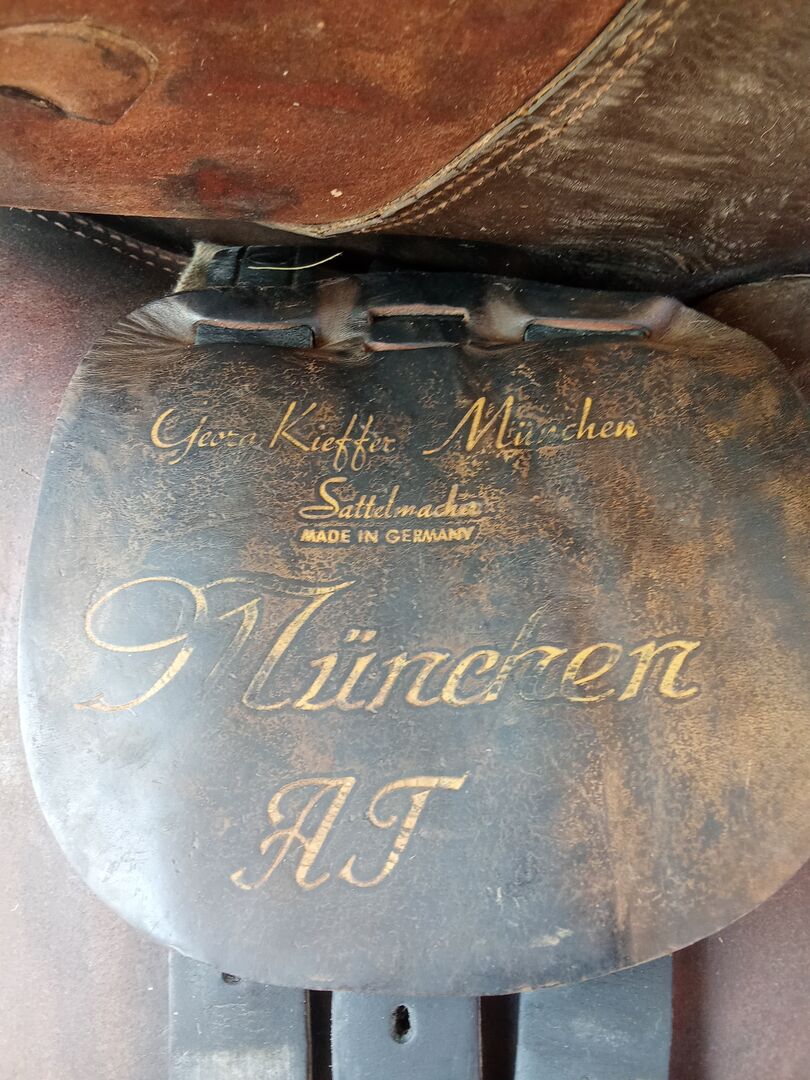 Georg Kieffer München
Sattelmacher
MADE IN GERMANY
München
AT